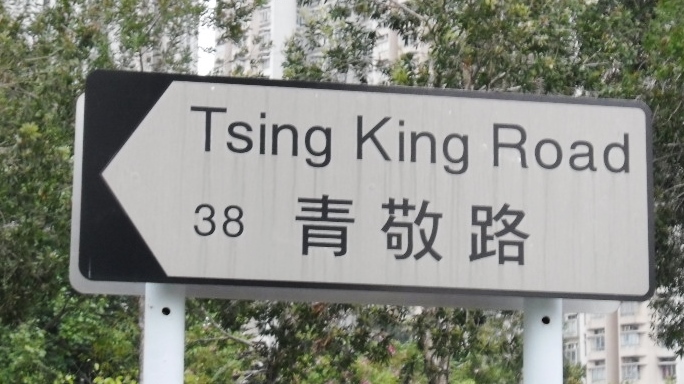 Tsing King Road
38 青敬路